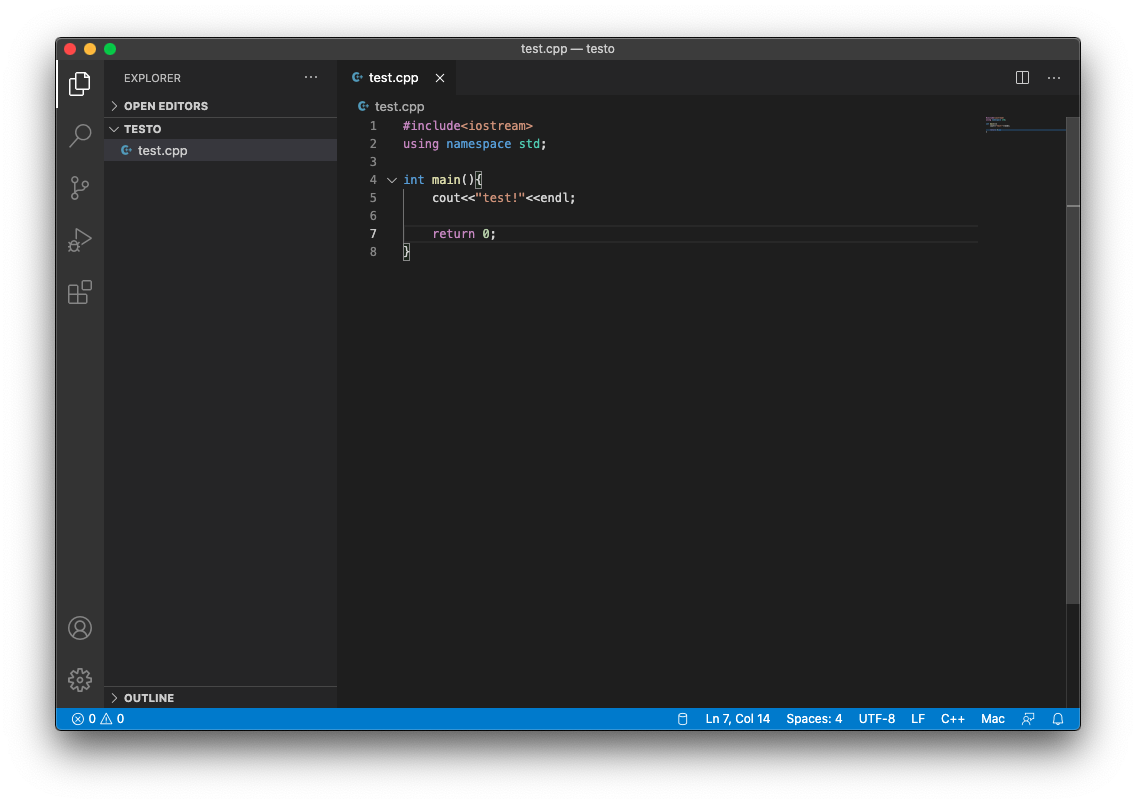 test.cpp — testo
EXPLORER
test.cpp
OPEN EDITORS
TESTO
test.cpp
test.cpp
1 #include<iostream>
2 using namespace std;
3
4 int main(){
5     cout<<"test!"<<endl;
6
7     return 0;
8 }
OUTLINE
0 0
Ln 7, Col 14 Spaces: 4 UTF-8 LF C++ Mac